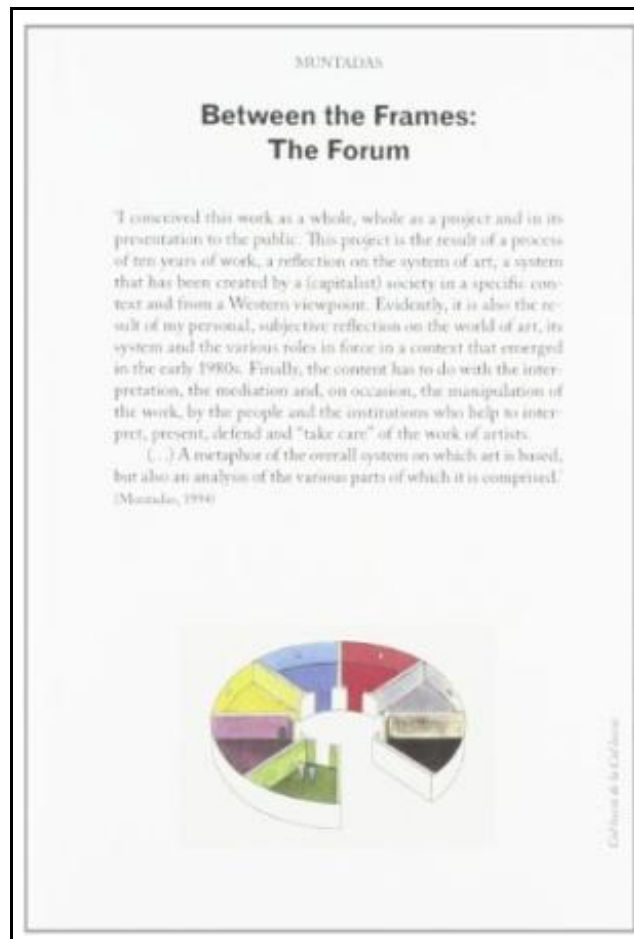 MUNTADAS
Between the Frames:
The Forum
'I conceived this work as a whole, whole as a project and in its
presentation to the public. This project is the result of a process
of ten years of work, a reflection on the system of art, a system
that has been created by a (capitalist) society in a specific con-
text and from a Western viewpoint. Evidently, it is also the re-
sult of my personal, subjective reflection on the world of art, its
system and the various roles in force in a context that emerged
in the early 1980s. Finally, the content has to do with the inter-
pretation, the mediation and, on occasion, the manipulation of
the work, by the people and the institutions who help to inter-
pret, present, defend and "take care" of the work of artists.
(...) A metaphor of the overall system on which art is based,
but also an analysis of the various parts of which it is comprised.'
(Muntadas, 1994)
de la